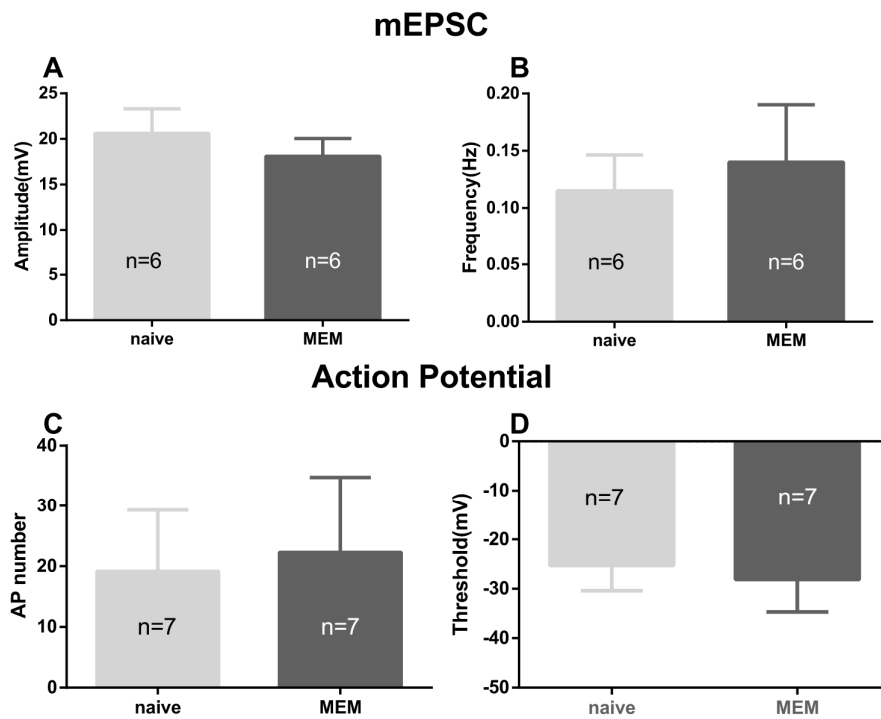 mEPSC
A
Amplitude(mV)
25
20
15
10
5
0
n=6
n=6
naive
MEM
B
Frequency(Hz)
0.20
0.15
0.10
0.05
0.00
n=6
n=6
naive
MEM
Action Potential
C
AP number
40
30
20
10
0
n=7
n=7
naive
MEM
D
Threshold(mV)
0
-10
-20
-30
-40
-50
n=7
n=7
naive
MEM